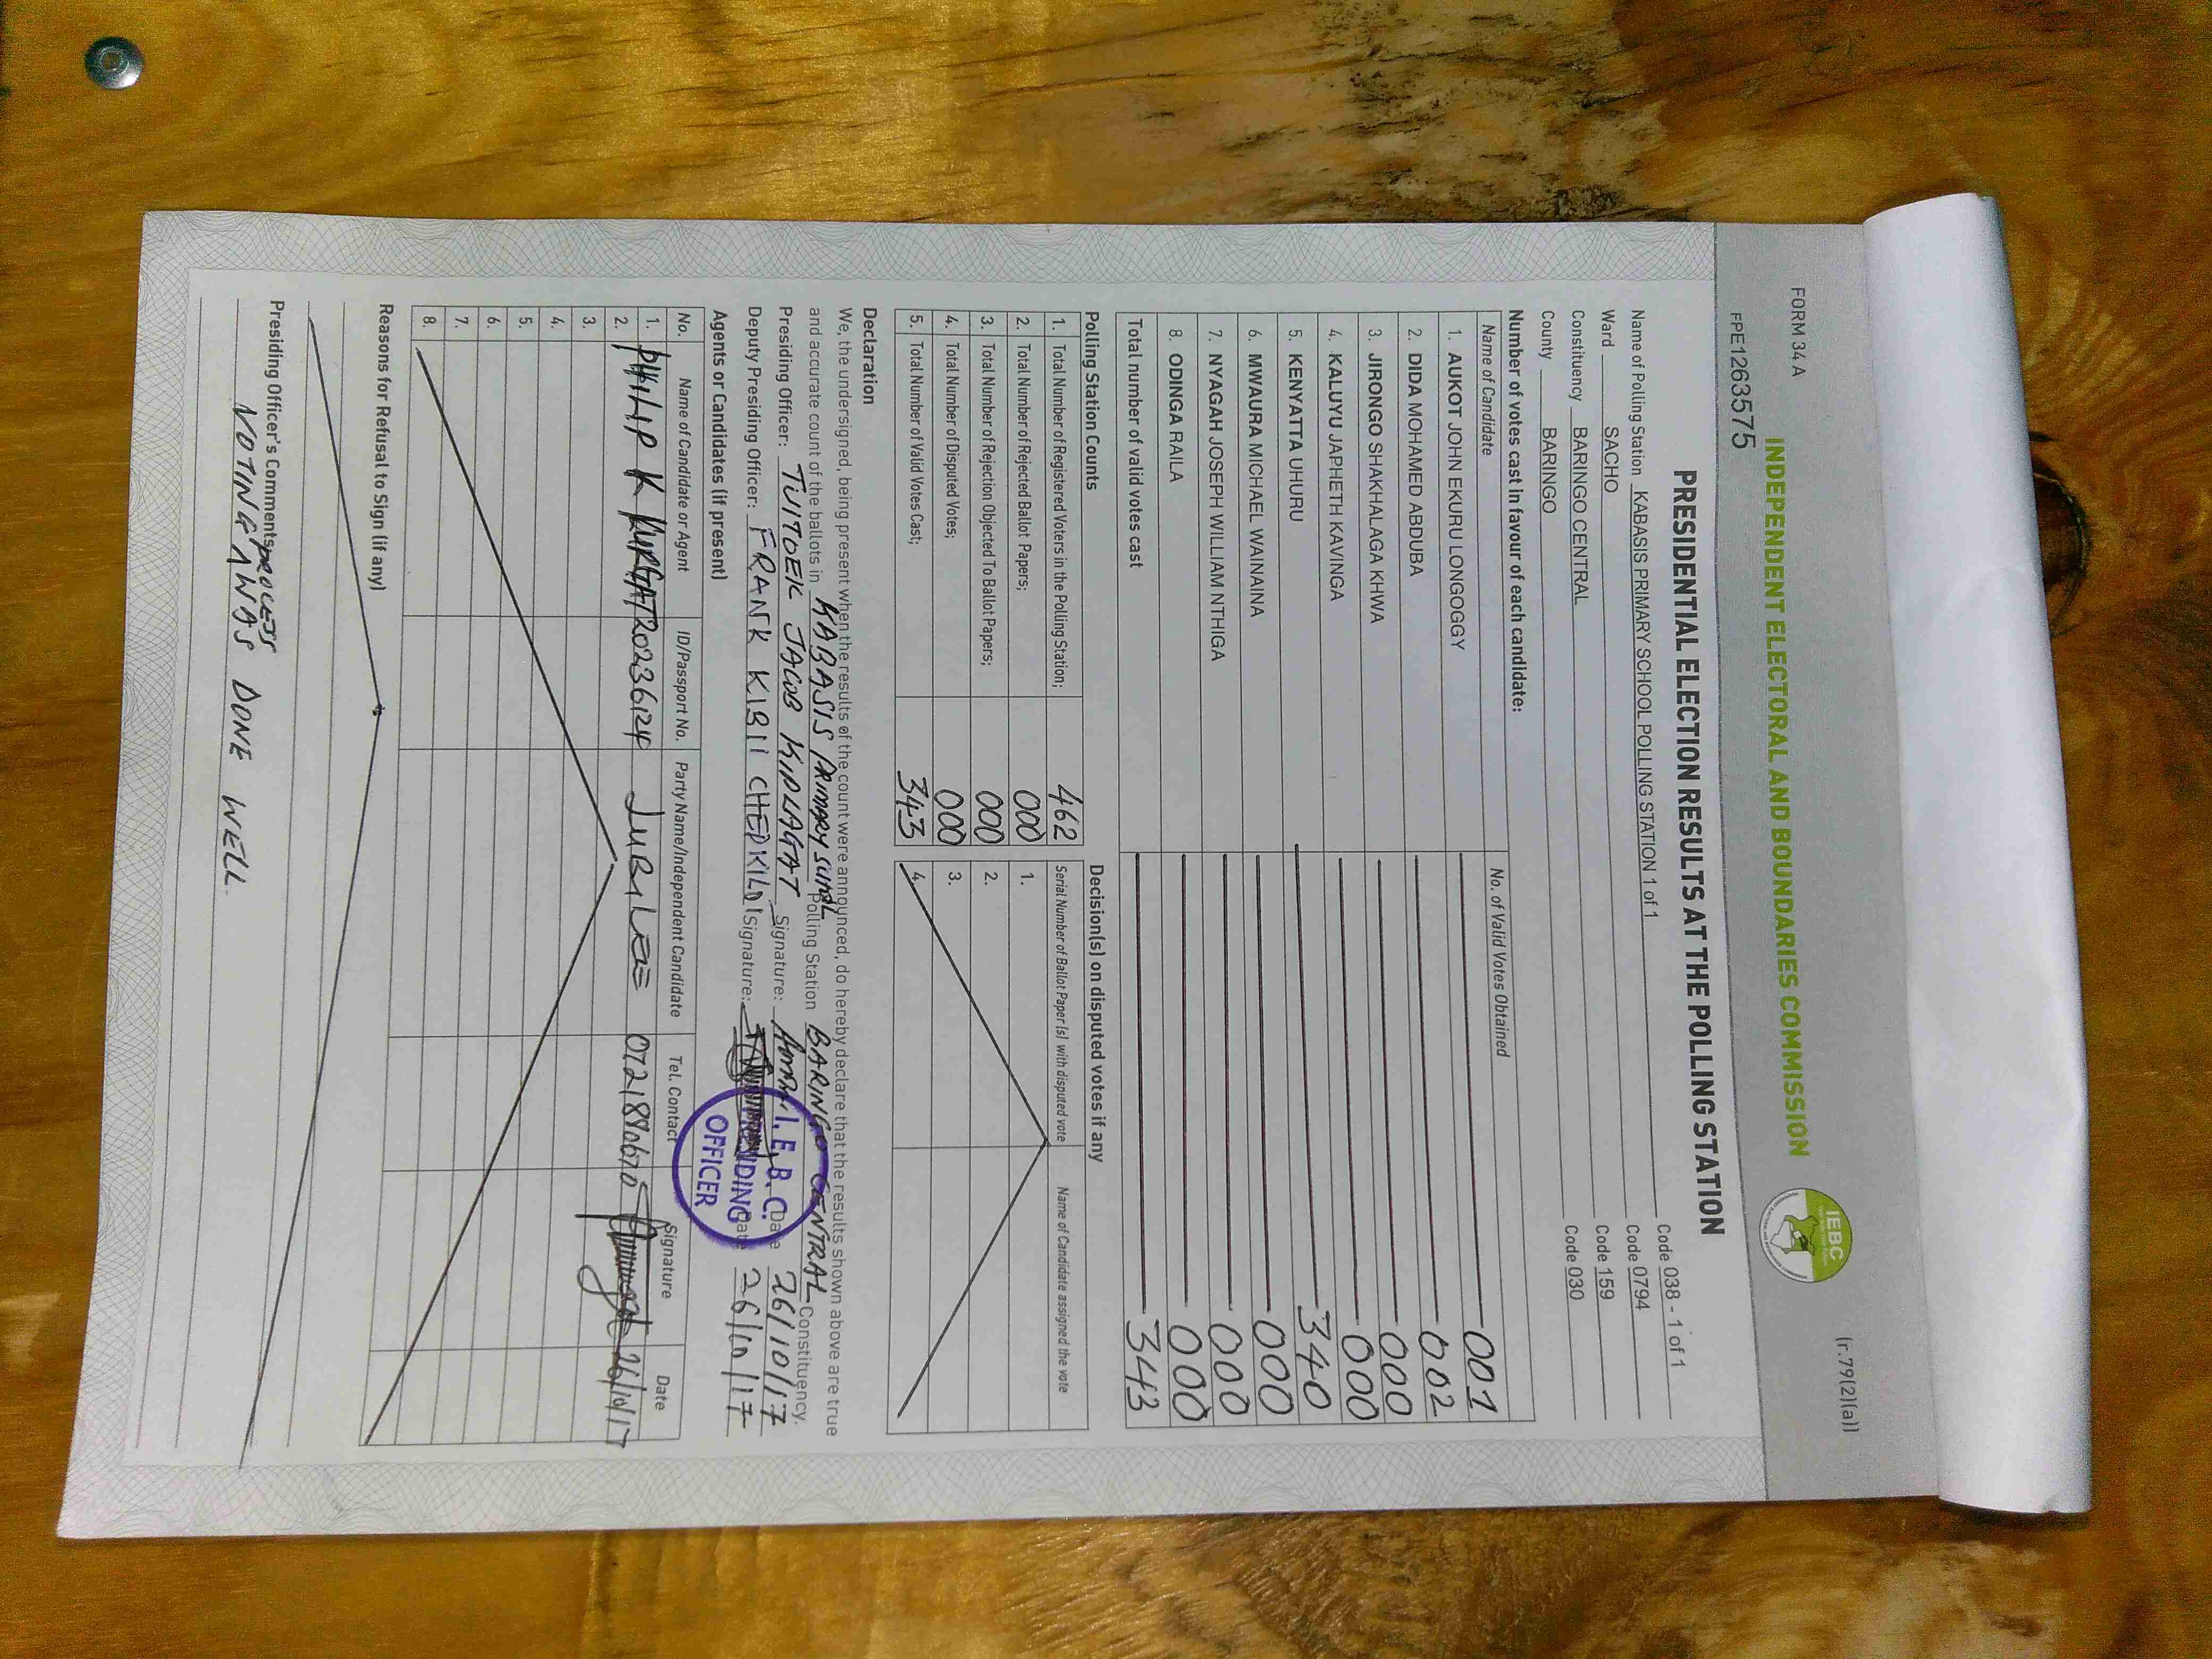 FORM 34 A
(r.79(2)(a))
INDEPENDENT ELECTORAL AND BOUNDARIES COMMISSION
IEBC
FPE1263575
PRESIDENTIAL ELECTION RESULTS AT THE POLLING STATION
Name of Polling Station KABASIS PRIMARY SCHOOL POLLING STATION 1 of 1 Code 038 - 1 of 1
Ward SACHO Code 0794
Constituency BARINGO CENTRAL Code 159
County BARINGO Code 030
Number of votes cast in favour of each candidate:
Name of Candidate No. of Valid Votes Obtained
1. AUKOT JOHN EKURU LONGOGGY 001
2. DIDA MOHAMED ABDUBA 002
3. JIRONGO SHAKHALAGA KHWA 000
4. KALUYU JAPHETH KAVINGA 000
5. KENYATTA UHURU 340
6. MWAURA MICHAEL WAINAINA 000
7. NYAGAH JOSEPH WILLIAM NTHIGA 000
8. ODINGA RAILA 000
Total number of valid votes cast 343
Polling Station Counts Decision(s) on disputed votes if any
1. Total Number of Registered Voters in the Polling Station; 462 Serial Number of Ballot Paper (s) with disputed vote Name of Candidate assigned the vote
2. Total Number of Rejected Ballot Papers; 000 1.
3. Total Number of Rejection Objected To Ballot Papers; 000 2.
4. Total Number of Disputed Votes; 000 3.
5. Total Number of Valid Votes Cast; 343 4.
Declaration
We, the undersigned, being present when the results of the count were announced, do hereby declare that the results shown above are true
and accurate count of the ballots in KABASIS PRIMARY SCHOOL Polling Station BARINGO CENTRAL Constituency.
Presiding Officer: TUITOEK JACOB KIPLAGAT Signature: Date 26/10/17
Deputy Presiding Officer: FRANK KIBII CHEPKILOI Signature: Date 26/10/17
I.E.B.C.
PRESIDING
OFFICER
Agents or Candidates (if present)
No. Name of Candidate or Agent ID/Passport No. Party Name/Independent Candidate Tel. Contact Signature Date
1. PHILIP K KURGAT 20236124 JUBILEE 0721880670 26/10/17
2.
3.
4.
5.
6.
7.
8.
Reasons for Refusal to Sign (if any)
Presiding Officer's Comments
VOTING PROCESS WAS DONE WELL.